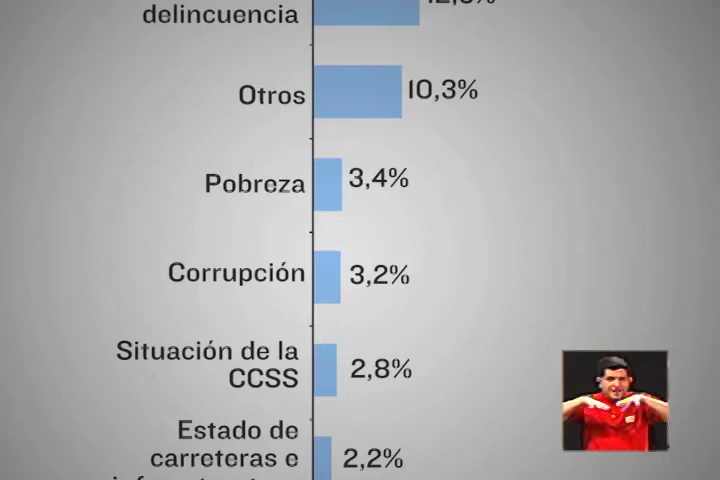 delincuencia
Otros 10,3%
Pobreza 3,4%
Corrupción 3,2%
Situación de la
CCSS 2,8%
Estado de
carreteras e 2,2%